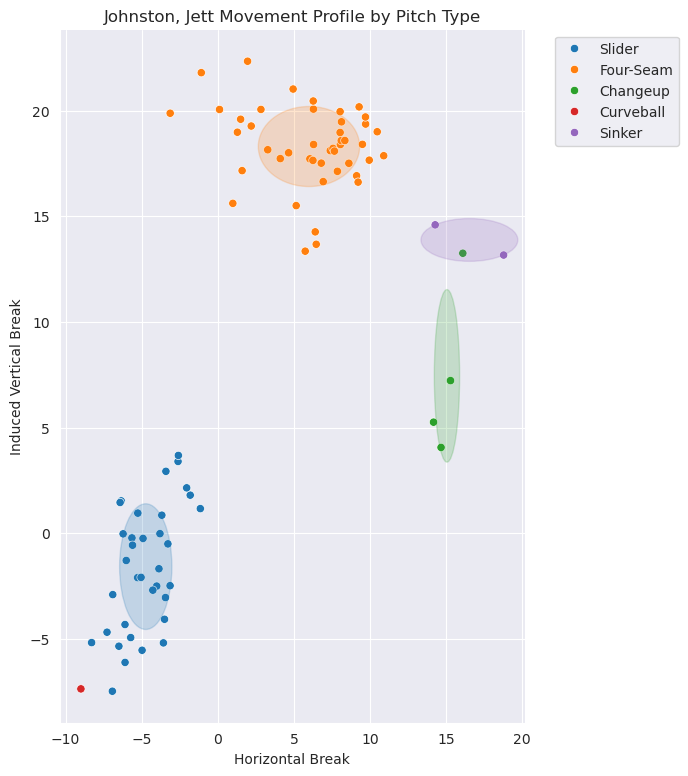 Johnston, Jett Movement Profile by Pitch Type
Slider
Four-Seam
Changeup
Curveball
Sinker
Induced Vertical Break
20
15
10
5
0
−5
−10
−5
0
5
10
15
20
Horizontal Break